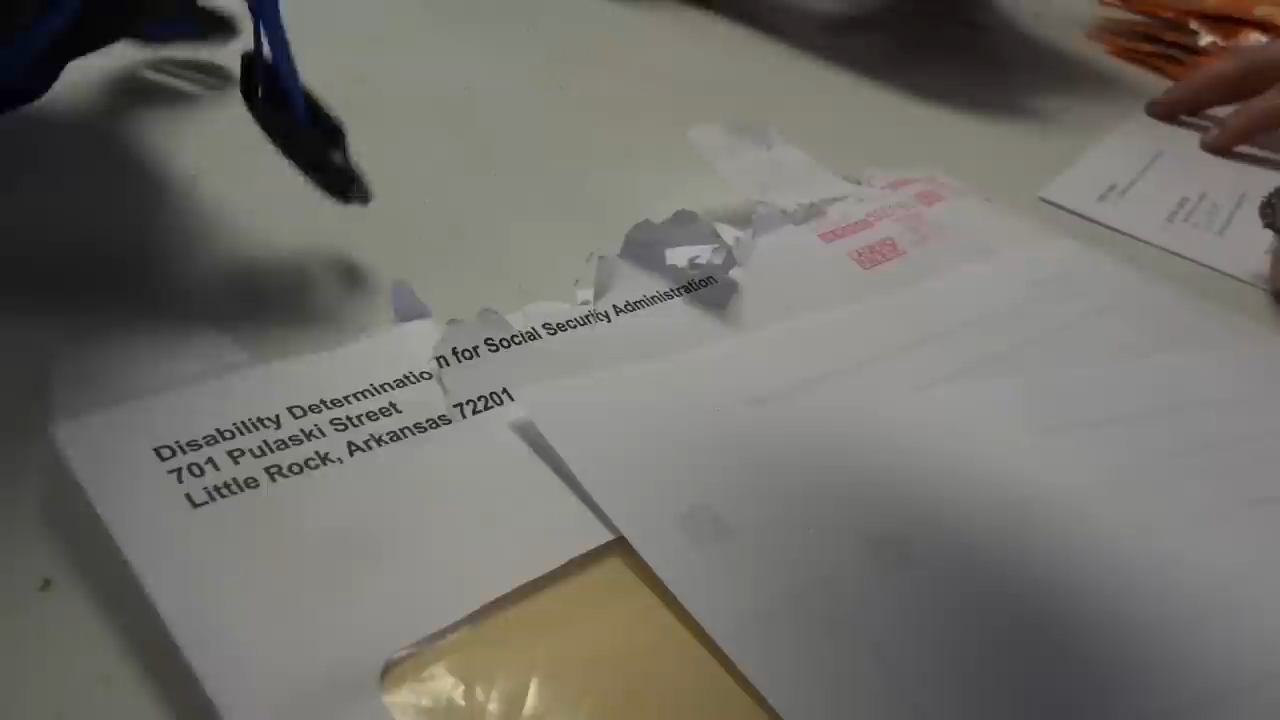 Disability Determination for Social Security Administration
701 Pulaski Street
Little Rock, Arkansas 72201